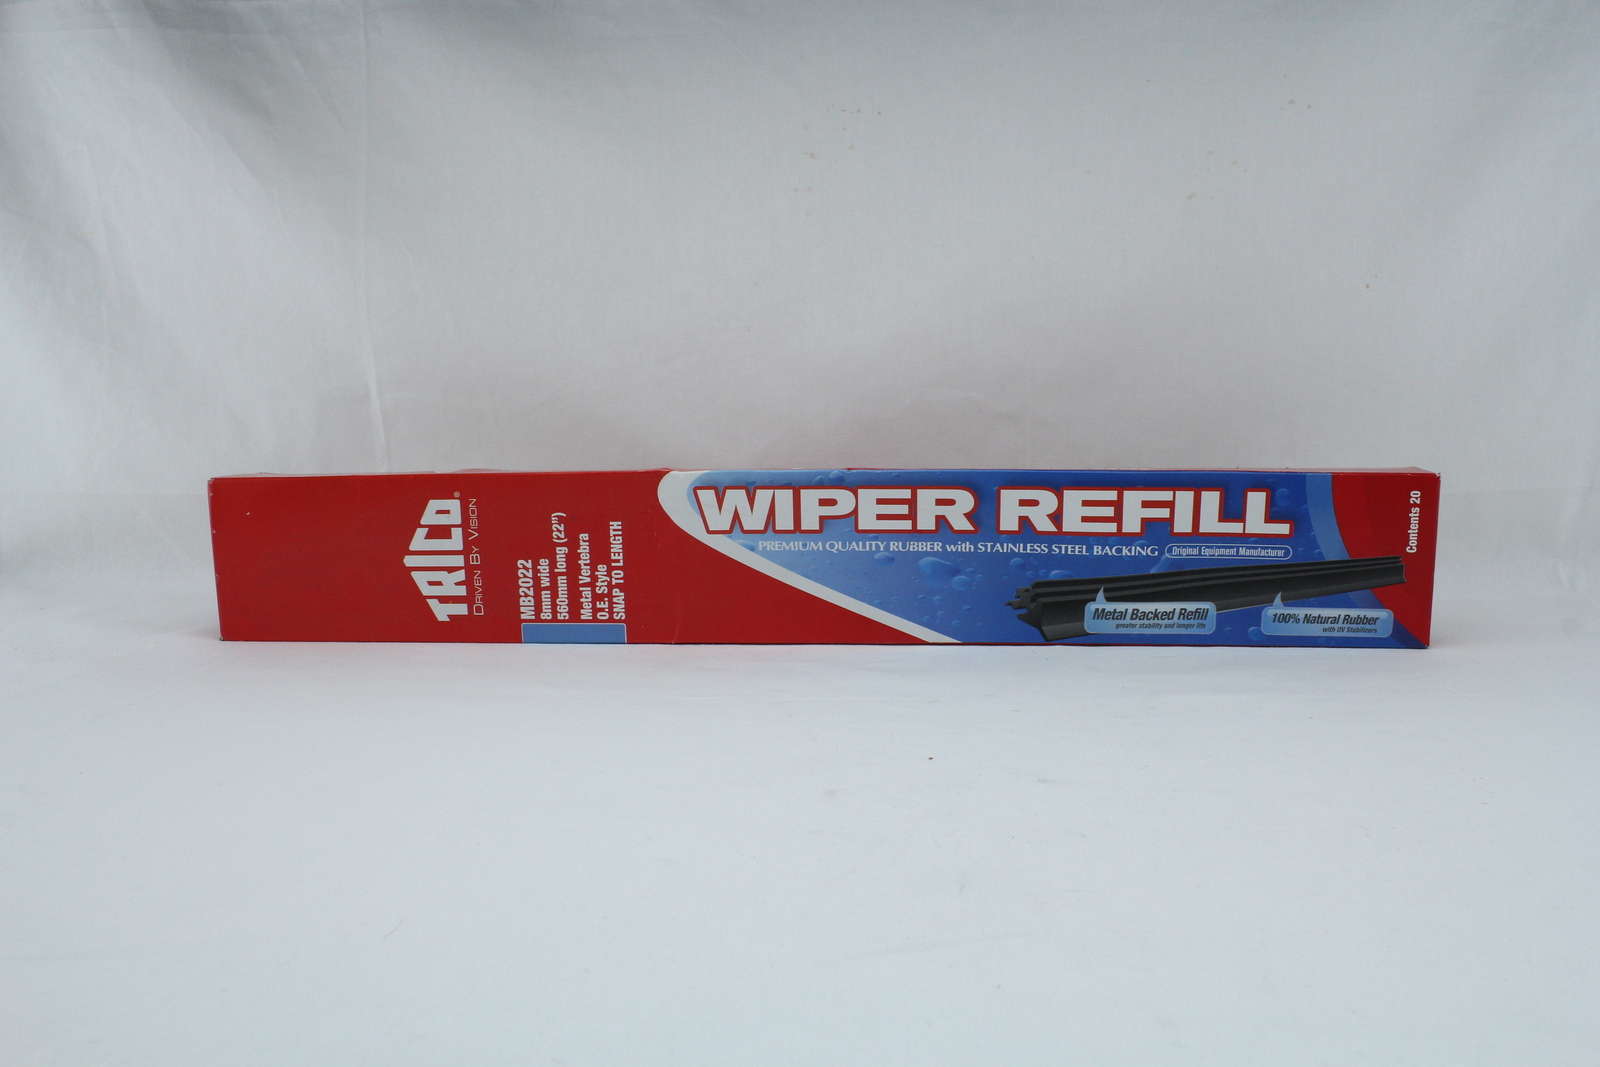 TRICO®
DRIVEN BY VISION
MB2022
8mm wide
560mm long (22")
Metal Vertebra
O.E. Style
SNAP TO LENGTH
WIPER REFILL
PREMIUM QUALITY RUBBER with STAINLESS STEEL BACKING
Original Equipment Manufacturer
Metal Backed Refill
greater stability and longer life
100% Natural Rubber
with UV Stabilizers
Contents 20